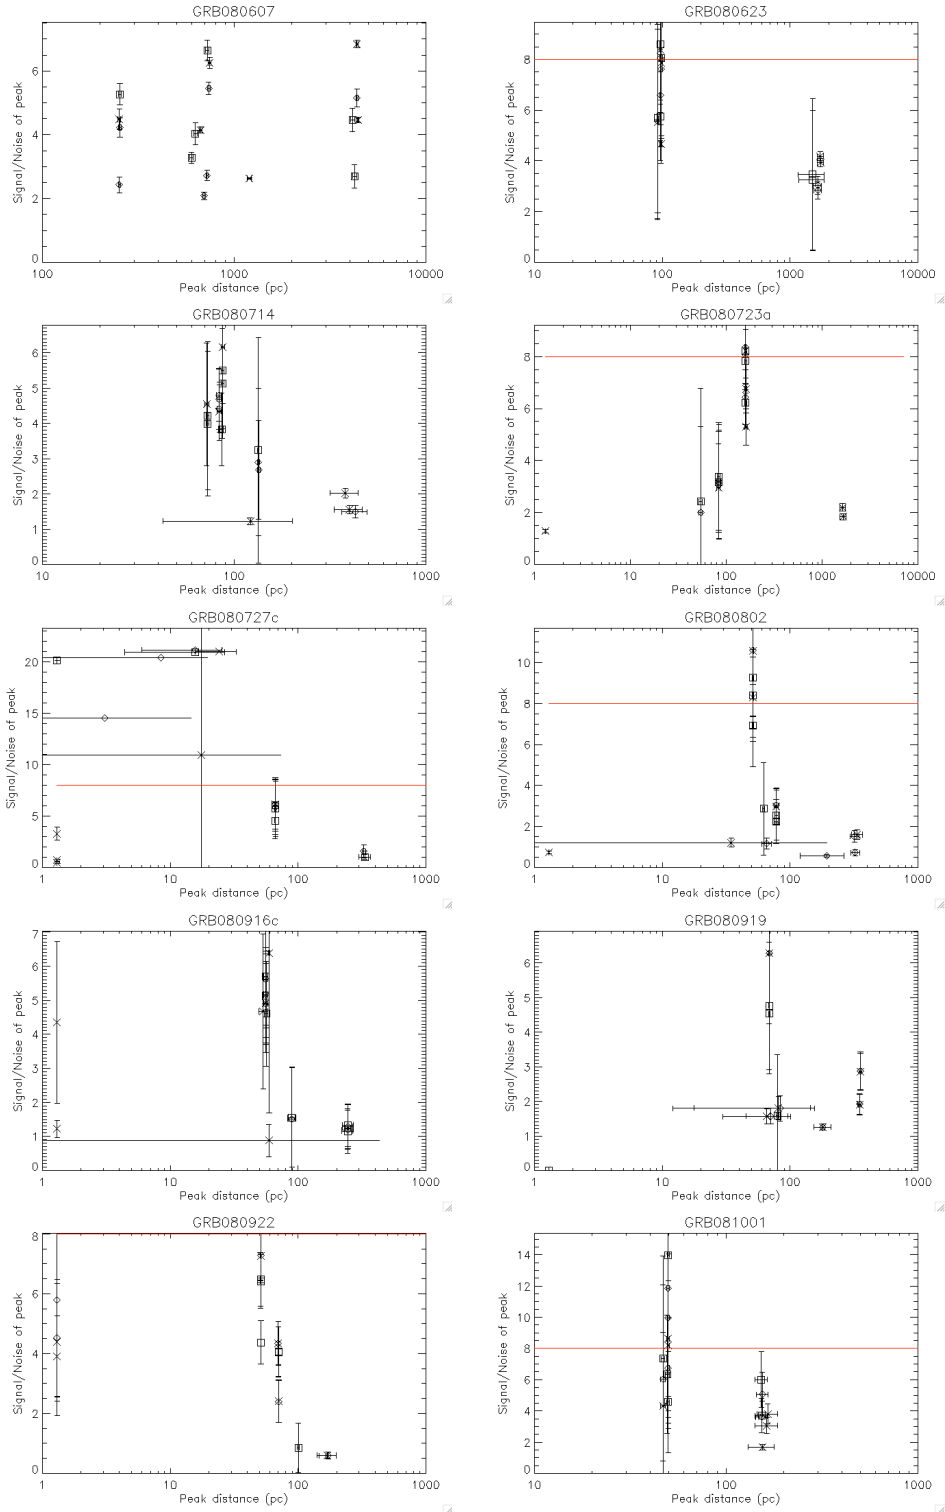 GRB080607
Signal/Noise of peak
6
4
2
0
100 1000 10000
Peak distance (pc)
GRB080623
Signal/Noise of peak
8
6
4
2
0
10 100 1000 10000
Peak distance (pc)
GRB080714
Signal/Noise of peak
6
5
4
3
2
1
0
10 100 1000
Peak distance (pc)
GRB080723a
Signal/Noise of peak
8
6
4
2
0
1 10 100 1000 10000
Peak distance (pc)
GRB080727c
Signal/Noise of peak
20
15
10
5
0
1 10 100 1000
Peak distance (pc)
GRB080802
Signal/Noise of peak
10
8
6
4
2
0
1 10 100 1000
Peak distance (pc)
GRB080916c
Signal/Noise of peak
7
6
5
4
3
2
1
0
1 10 100 1000
Peak distance (pc)
GRB080919
Signal/Noise of peak
6
5
4
3
2
1
0
1 10 100 1000
Peak distance (pc)
GRB080922
Signal/Noise of peak
8
6
4
2
0
1 10 100 1000
Peak distance (pc)
GRB081001
Signal/Noise of peak
14
12
10
8
6
4
2
0
10 100 1000
Peak distance (pc)